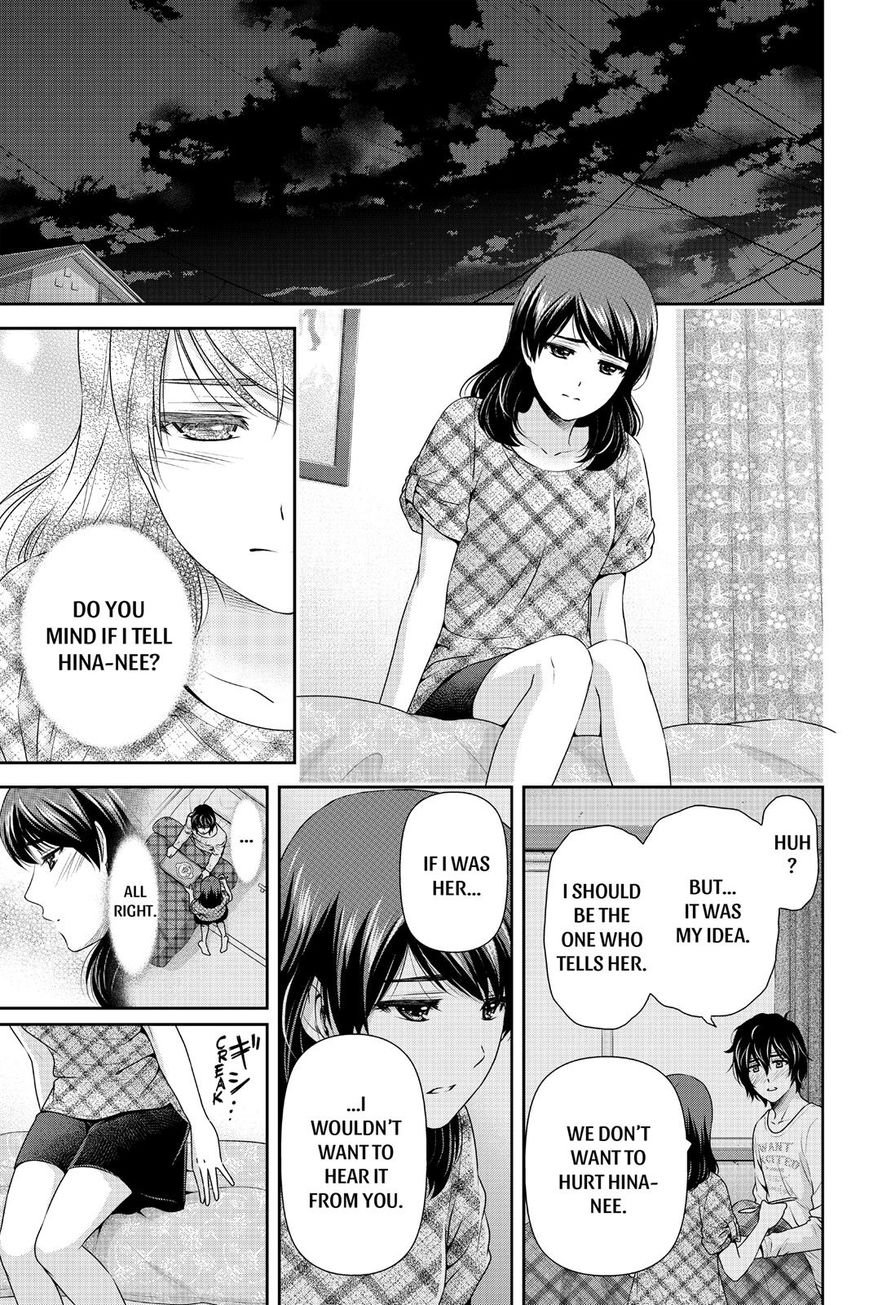 DO YOU
MIND IF I TELL
HINA-NEE?
HUH
?
BUT...
IT WAS
MY IDEA.
I SHOULD
BE THE
ONE WHO
TELLS HER.
WE DON'T
WANT TO
HURT HINA-
NEE.
WANT
EXCITED
IF I WAS
HER...
...I
WOULDN'T
WANT TO
HEAR IT
FROM YOU.
...
ALL
RIGHT.
ギシ...
CREAK